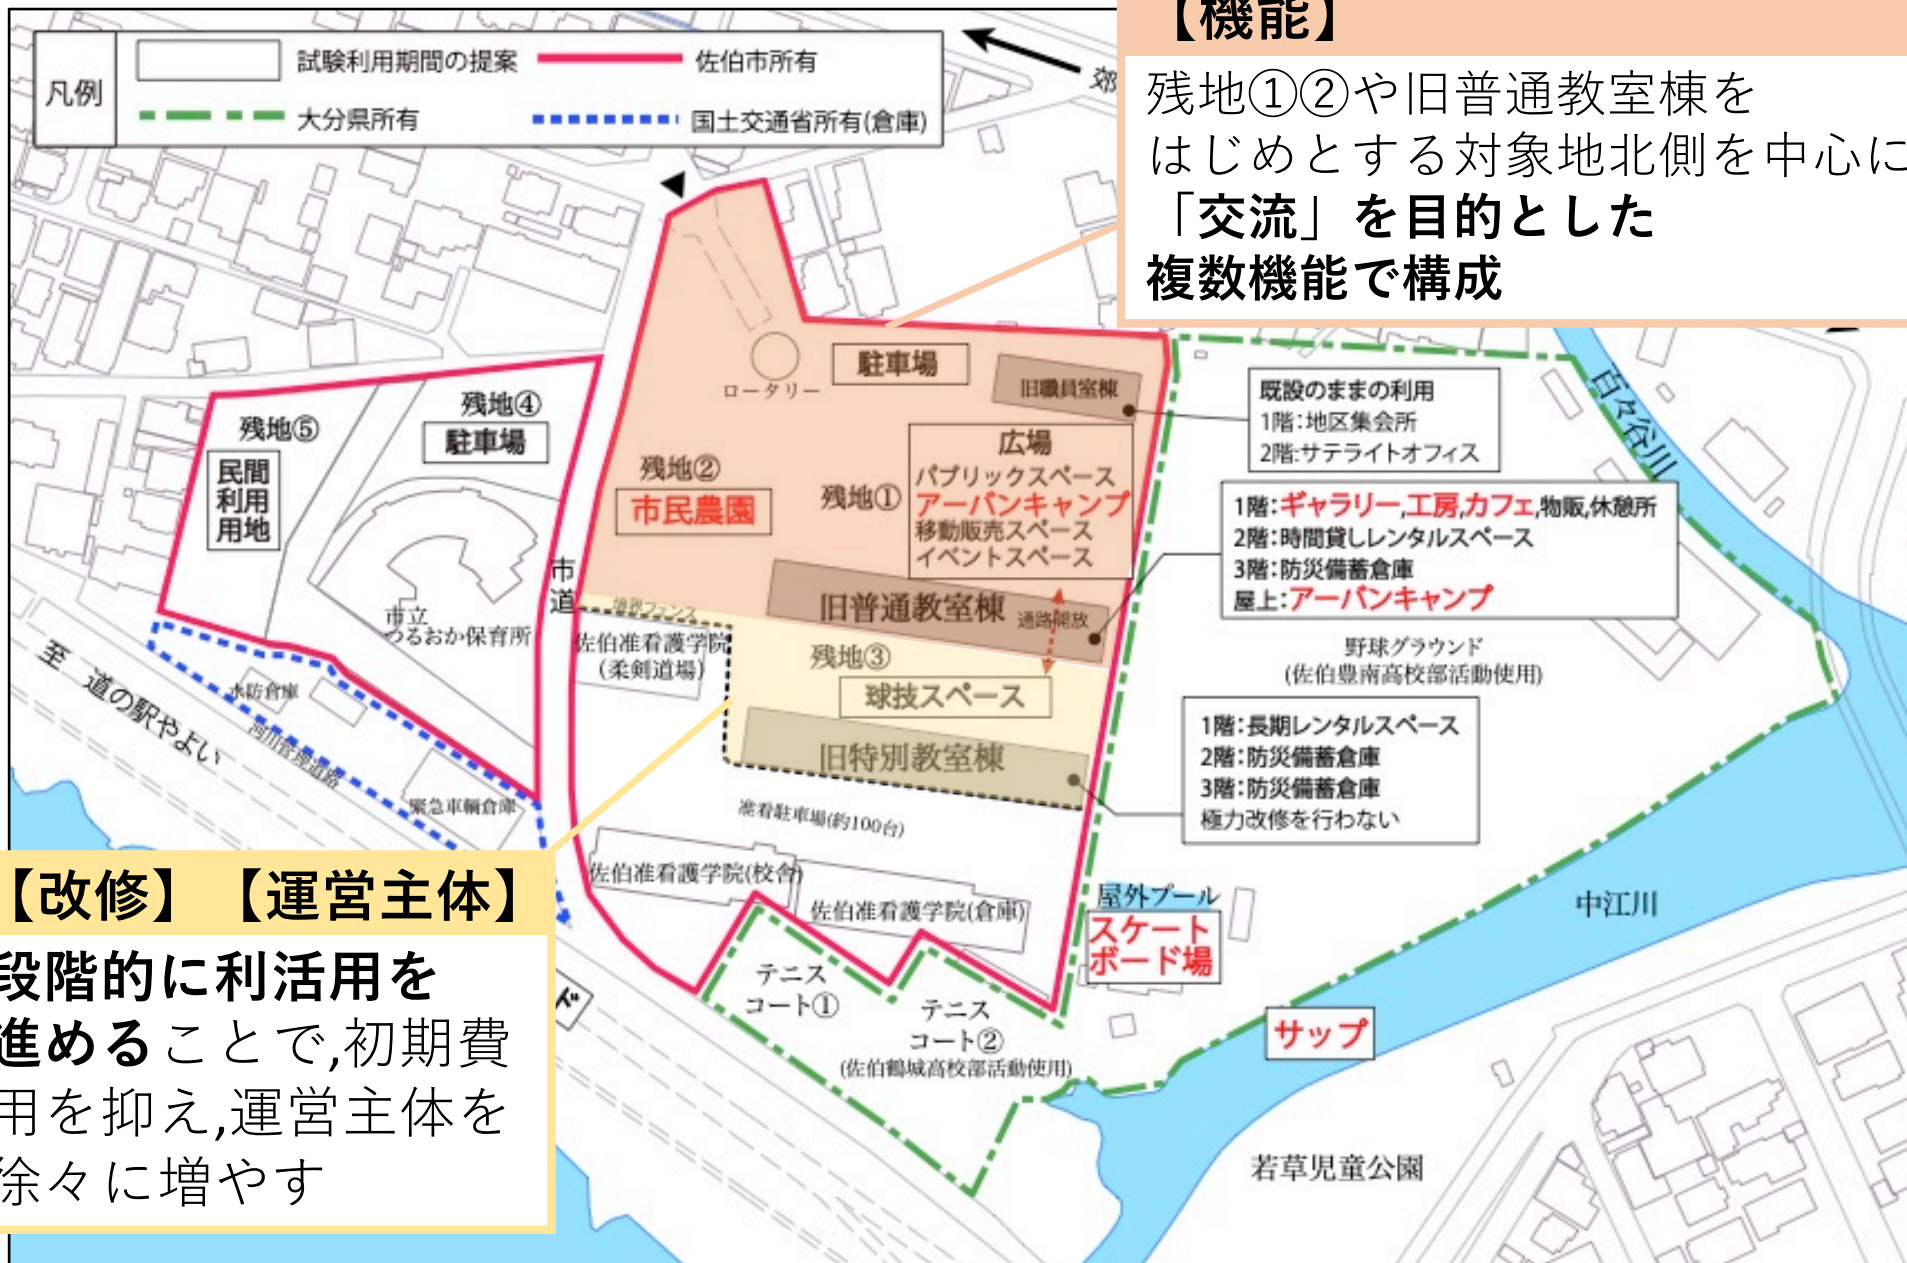 凡例
試験利用期間の提案
佐伯市所有
大分県所有
国土交通省所有(倉庫)
郊
【機能】
残地①②や旧普通教室棟を
はじめとする対象地北側を中心に
「交流」を目的とした
複数機能で構成
ロータリー
駐車場
旧職員室棟
既設のままの利用
1階:地区集会所
2階:サテライトオフィス
百々谷川
残地⑤
民間
利用
用地
残地④
駐車場
残地②
市民農園
残地①
広場
パブリックスペース
アーバンキャンプ
移動販売スペース
イベントスペース
1階:ギャラリー,工房,カフェ,物販,休憩所
2階:時間貸しレンタルスペース
3階:防災備蓄倉庫
屋上:アーバンキャンプ
市道
境界フェンス
旧普通教室棟
通路開放
市立
つるおか保育所
佐伯准看護学院
(柔剣道場)
残地③
球技スペース
野球グラウンド
(佐伯豊南高校部活動使用)
至 道の駅やよい
水防倉庫
河川管理道路
緊急車輌倉庫
旧特別教室棟
1階:長期レンタルスペース
2階:防災備蓄倉庫
3階:防災備蓄倉庫
極力改修を行わない
准看駐車場(約100台)
佐伯准看護学院(校舎)
佐伯准看護学院(倉庫)
屋外プール
スケート
ボード場
中江川
【改修】【運営主体】
段階的に利活用を
進めることで,初期費
用を抑え,運営主体を
徐々に増やす
ド
テニス
コート①
テニス
コート②
(佐伯鶴城高校部活動使用)
サップ
若草児童公園